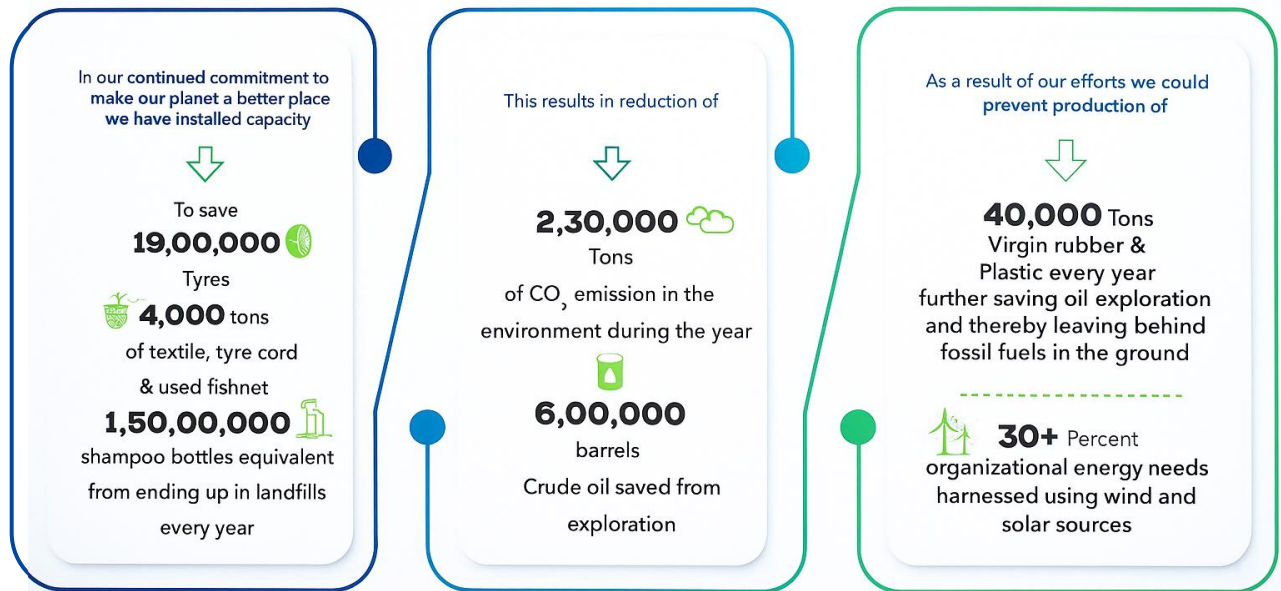 In our continued commitment to
make our planet a better place
we have installed capacity
To save
19,00,000
Tyres
4,000 tons
of textile, tyre cord
& used fishnet
1,50,00,000
shampoo bottles equivalent
from ending up in landfills
every year
This results in reduction of
2,30,000
Tons
of CO₂ emission in the
environment during the year
6,00,000
barrels
Crude oil saved from
exploration
As a result of our efforts we could
prevent production of
40,000 Tons
Virgin rubber &
Plastic every year
further saving oil exploration
and thereby leaving behind
fossil fuels in the ground
30+ Percent
organizational energy needs
harnessed using wind and
solar sources